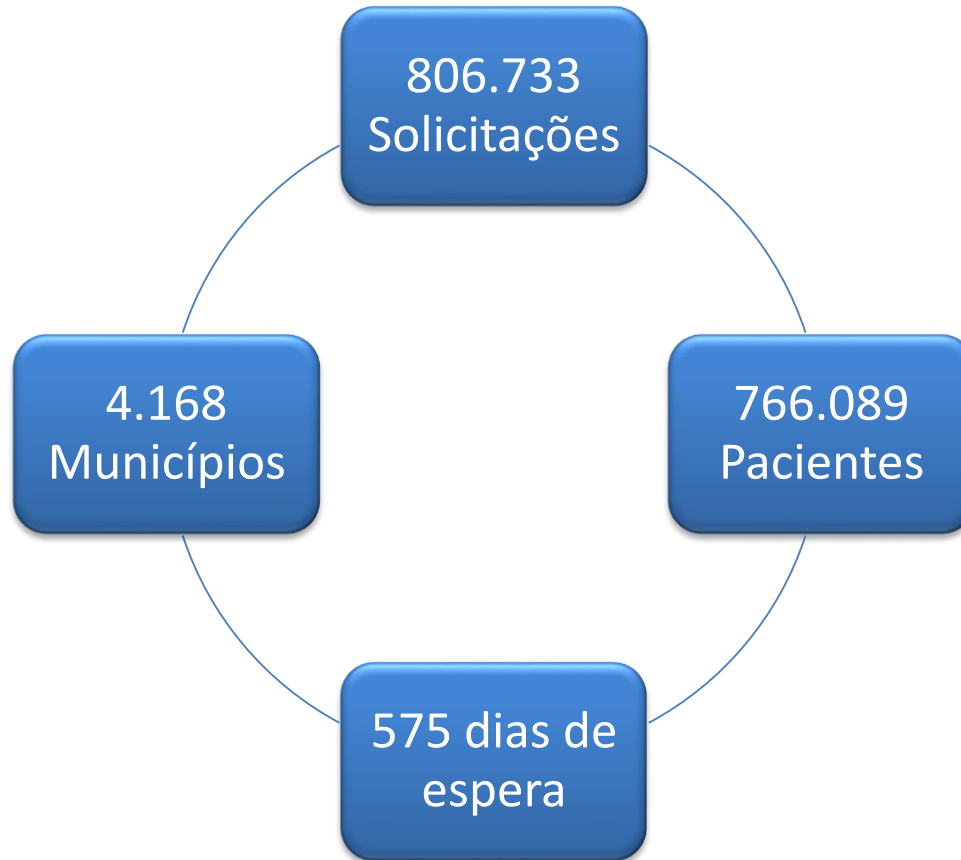 806.733
Solicitações
4.168
Municípios
766.089
Pacientes
575 dias de
espera